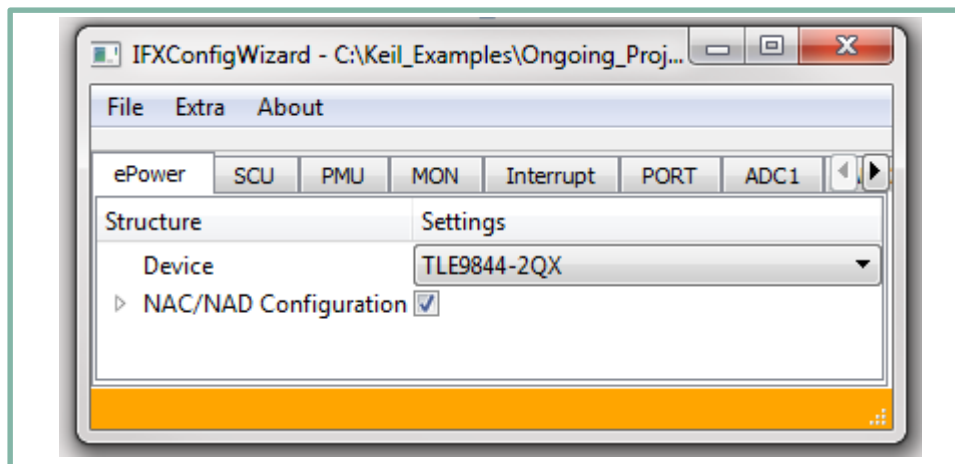 IFXConfigWizard - C:\Keil_Examples\Ongoing_Proj...
File Extra About
ePower SCU PMU MON Interrupt PORT ADC1
Structure Settings
Device TLE9844-2QX
NAC/NAD Configuration